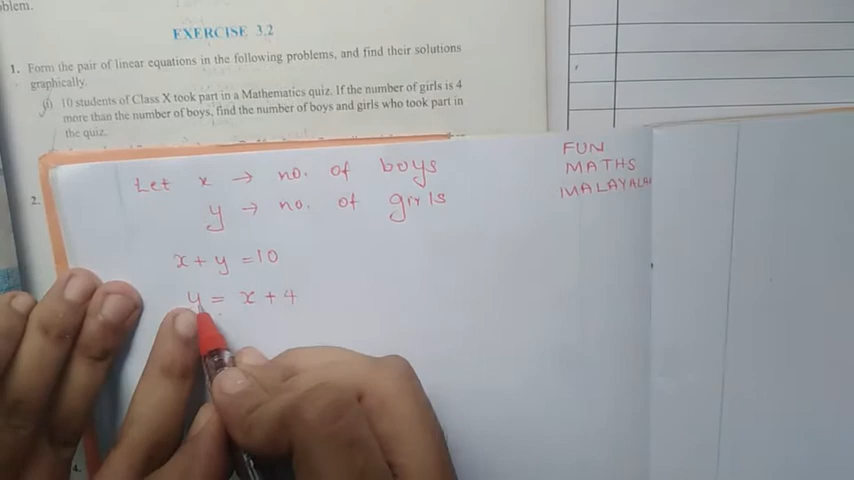 blem.
EXERCISE 3.2
1. Form the pair of linear equations in the following problems, and find their solutions
graphically.
(i) 10 students of Class X took part in a Mathematics quiz. If the number of girls is 4
more than the number of boys, find the number of boys and girls who took part in
the quiz.
2.
Let x → no. of boys
y → no. of girls
x + y = 10
y = x + 4
FUN
MATHS
MALAYALA
4.